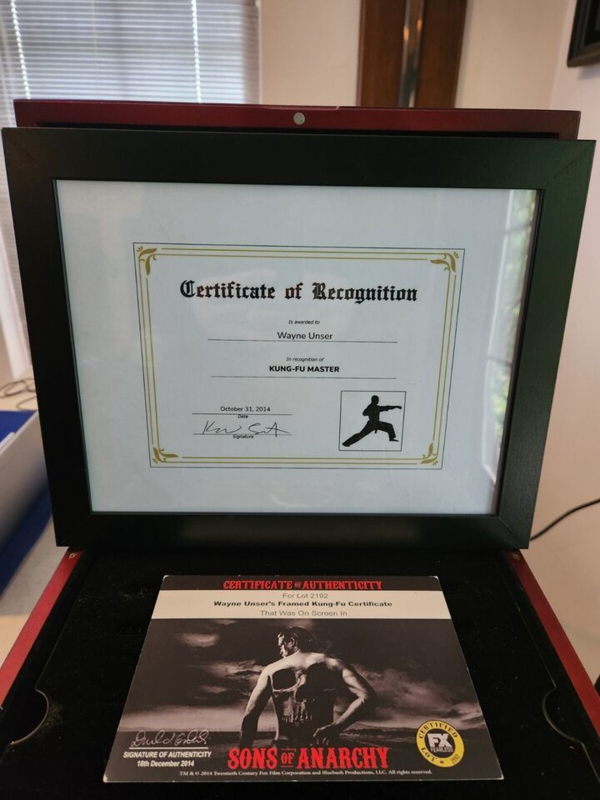 Certificate of Recognition
Is awarded to
Wayne Unser
In recognition of
KUNG-FU MASTER
October 31, 2014
Date
Signature
CERTIFICATE OF AUTHENTICITY
For Lot 2192
Wayne Unser's Framed Kung-Fu Certificate
That Was On Screen In
SIGNATURE OF AUTHENTICITY
18th December 2014
SONS OF ANARCHY
CERTIFIED
FX
FEARLESS
TM & © 2014 Twentieth Century Fox Film Corporation and Bluebush Productions, LLC. All rights reserved.